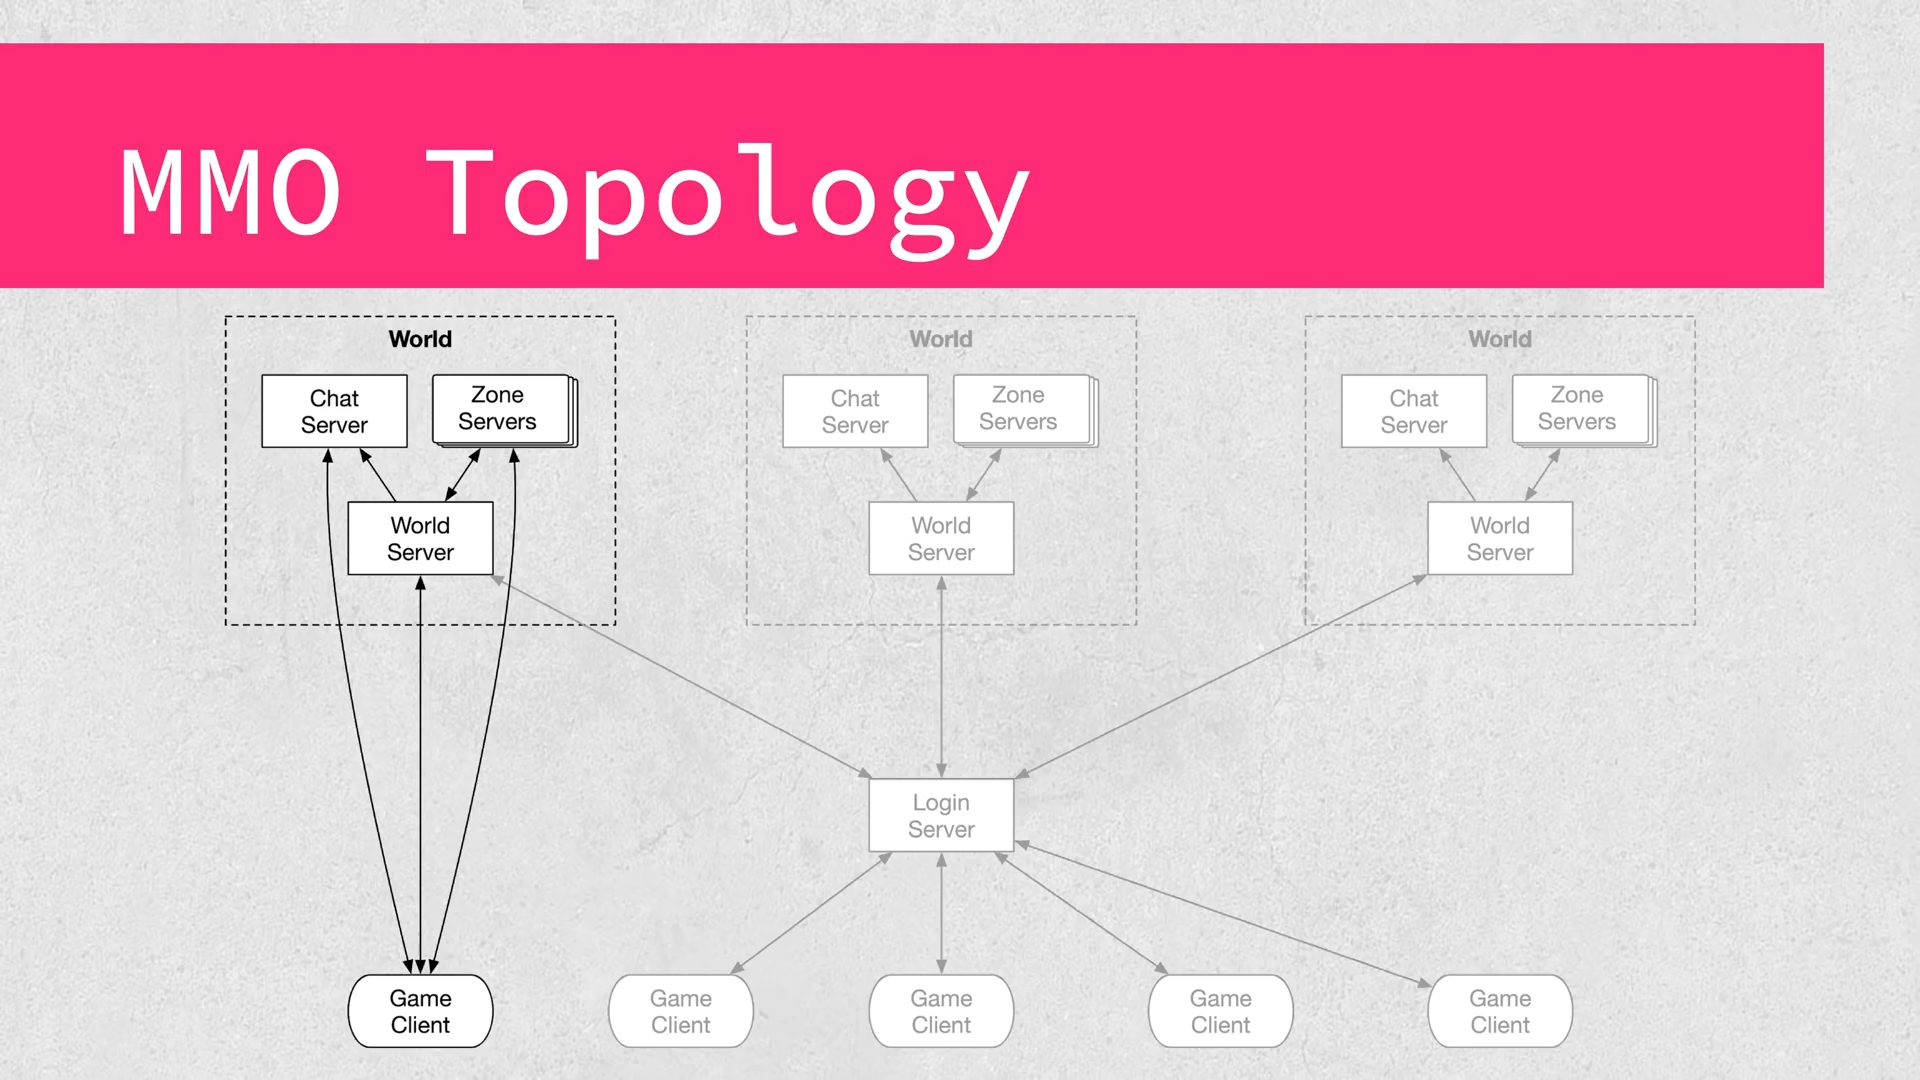 MMO Topology
World
Chat
Server
Zone
Servers
World
Server
World
Chat
Server
Zone
Servers
World
Server
World
Chat
Server
Zone
Servers
World
Server
Login
Server
Game
Client
Game
Client
Game
Client
Game
Client
Game
Client